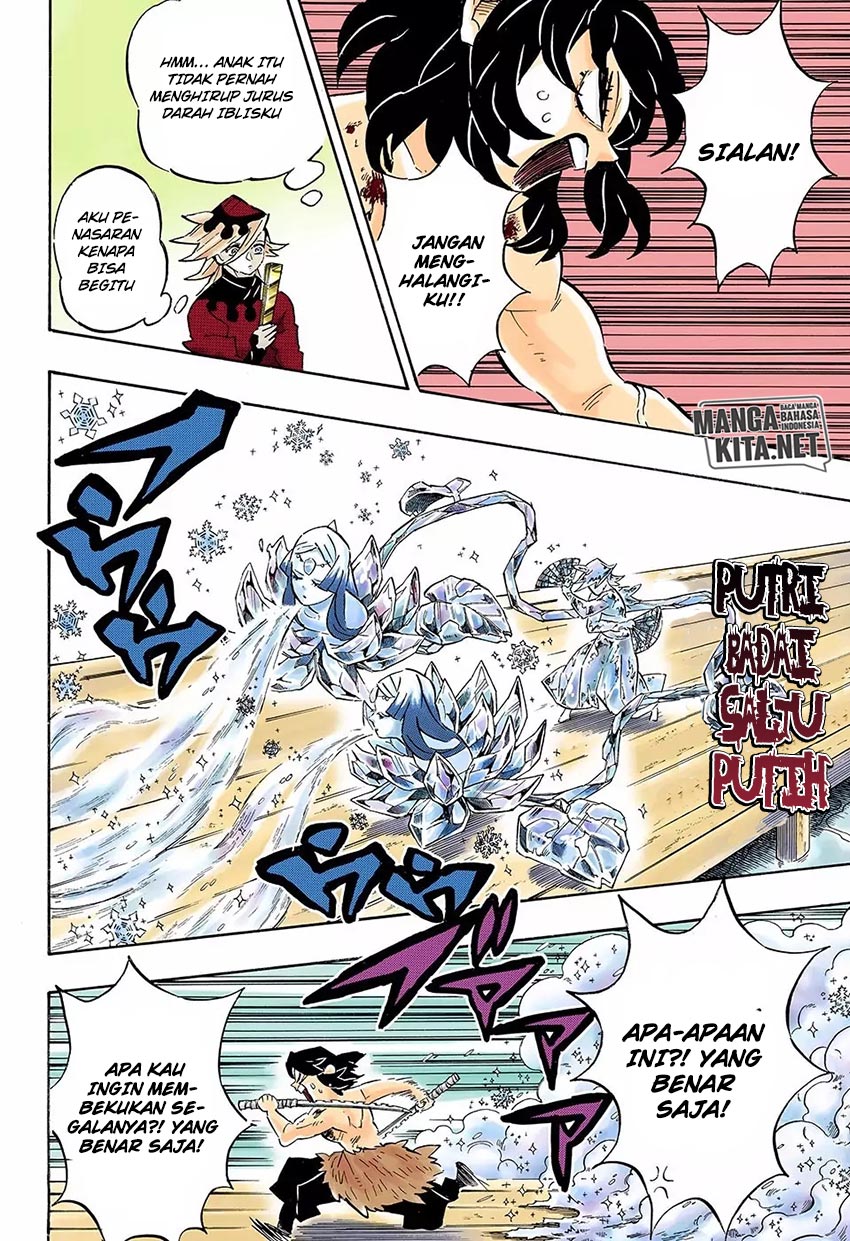 SIALAN!
JANGAN
MENG-
HALANGI-
KU!!
HMM... ANAK ITU
TIDAK PERNAH
MENGHIRUP JURUS
DARAH IBLISKU
AKU PE-
NASARAN
KENAPA
BISA
BEGITU
MANGA
KITA.NET
BACA MANGA
BAHASA
INDONESIA
PUTRI
BADAI
SALJU
PUTIH
APA-APAAN
INI?! YANG
BENAR
SAJA!
APA KAU
INGIN MEM-
BEKUKAN SE-
GALANYA?! YANG
BENAR SAJA!